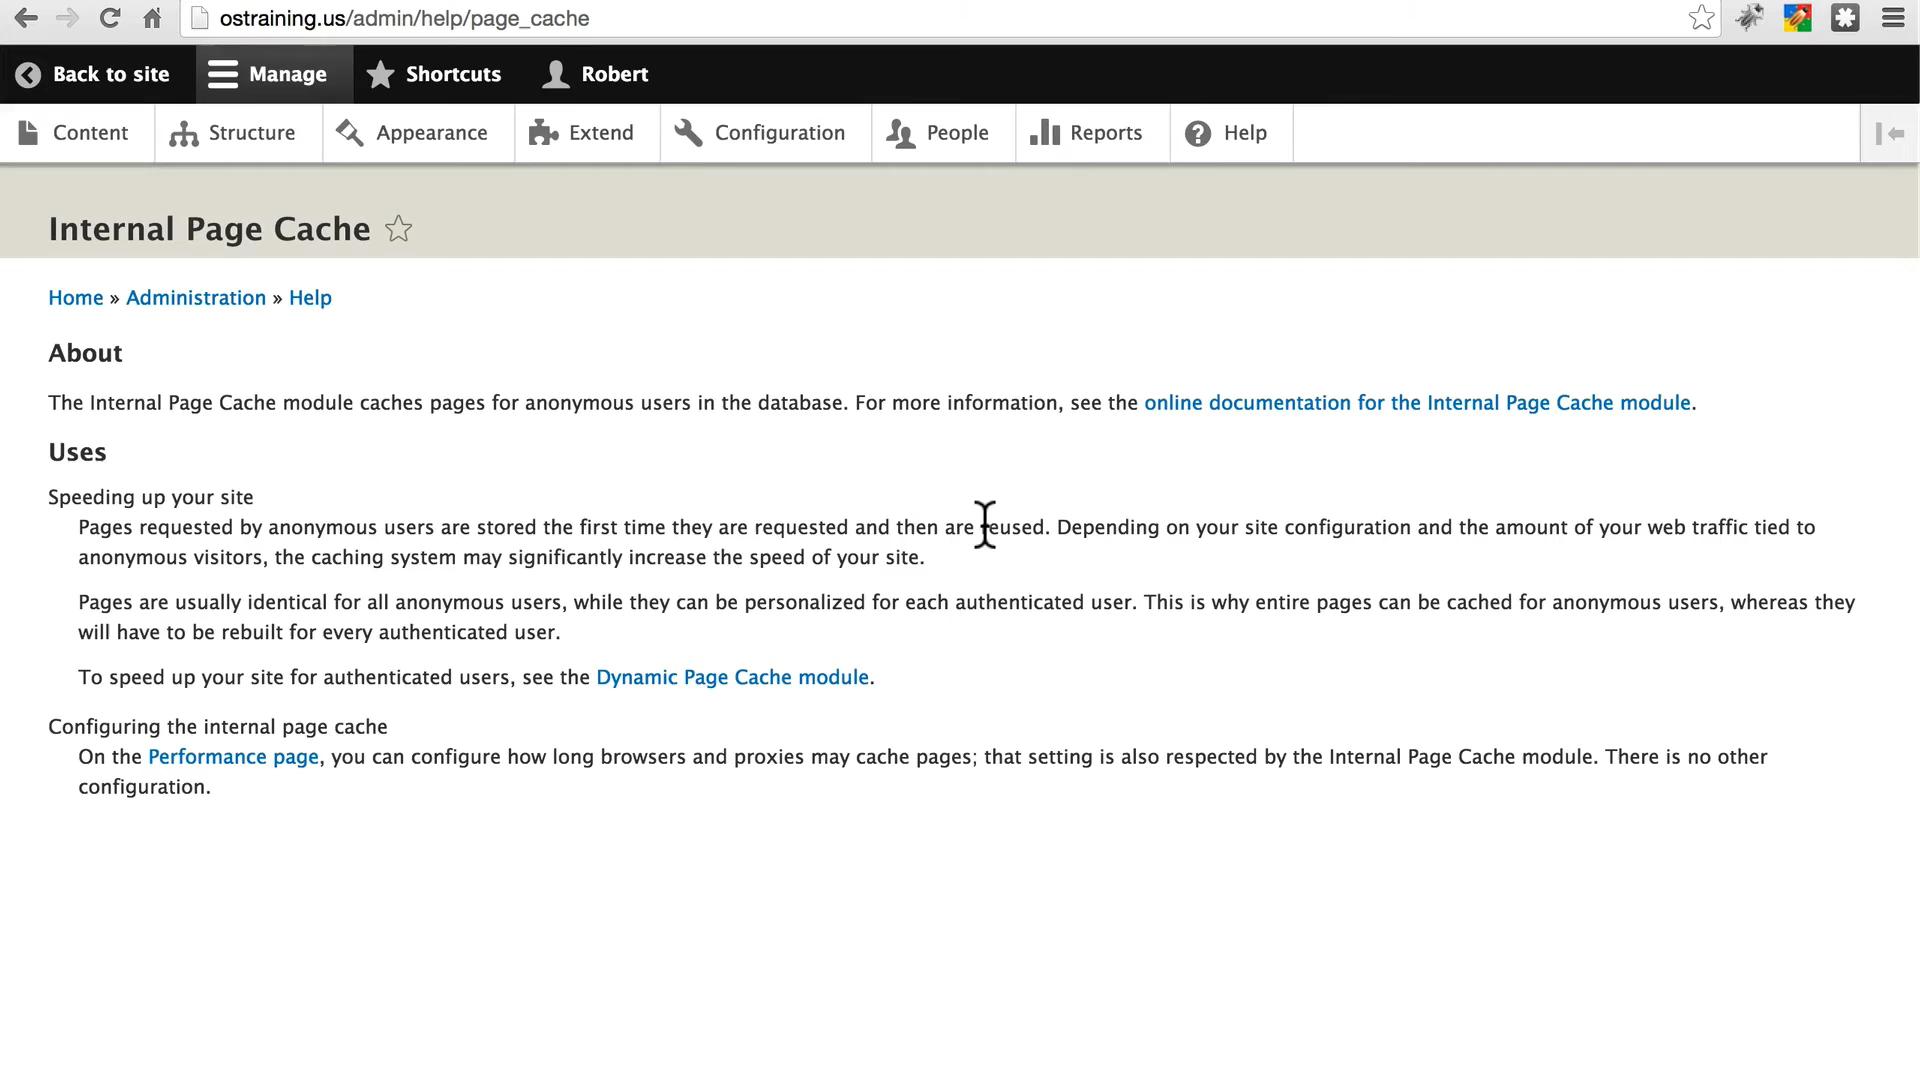 ostraining.us/admin/help/page_cache
Back to site Manage Shortcuts Robert
Content Structure Appearance Extend Configuration People Reports Help
Internal Page Cache
Home » Administration » Help
About
The Internal Page Cache module caches pages for anonymous users in the database. For more information, see the online documentation for the Internal Page Cache module.
Uses
Speeding up your site
Pages requested by anonymous users are stored the first time they are requested and then are reused. Depending on your site configuration and the amount of your web traffic tied to
anonymous visitors, the caching system may significantly increase the speed of your site.
Pages are usually identical for all anonymous users, while they can be personalized for each authenticated user. This is why entire pages can be cached for anonymous users, whereas they
will have to be rebuilt for every authenticated user.
To speed up your site for authenticated users, see the Dynamic Page Cache module.
Configuring the internal page cache
On the Performance page, you can configure how long browsers and proxies may cache pages; that setting is also respected by the Internal Page Cache module. There is no other
configuration.